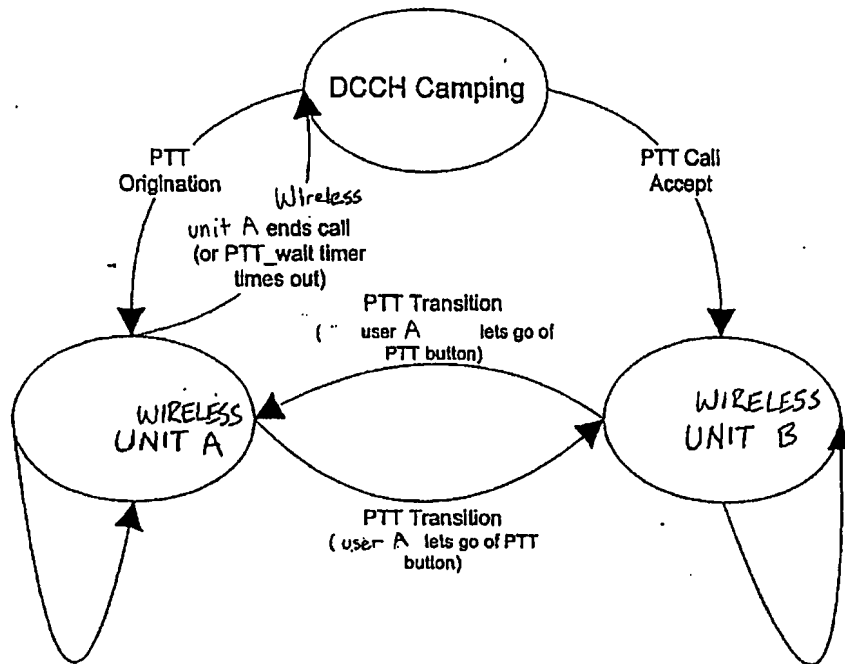 DCCH Camping
PTT
Origination
PTT Call
Accept
Wireless
unit A ends call
(or PTT_wait timer
times out)
PTT Transition
( user A lets go of
PTT button)
WIRELESS
UNIT A
WIRELESS
UNIT B
PTT Transition
(user A lets go of PTT
button)